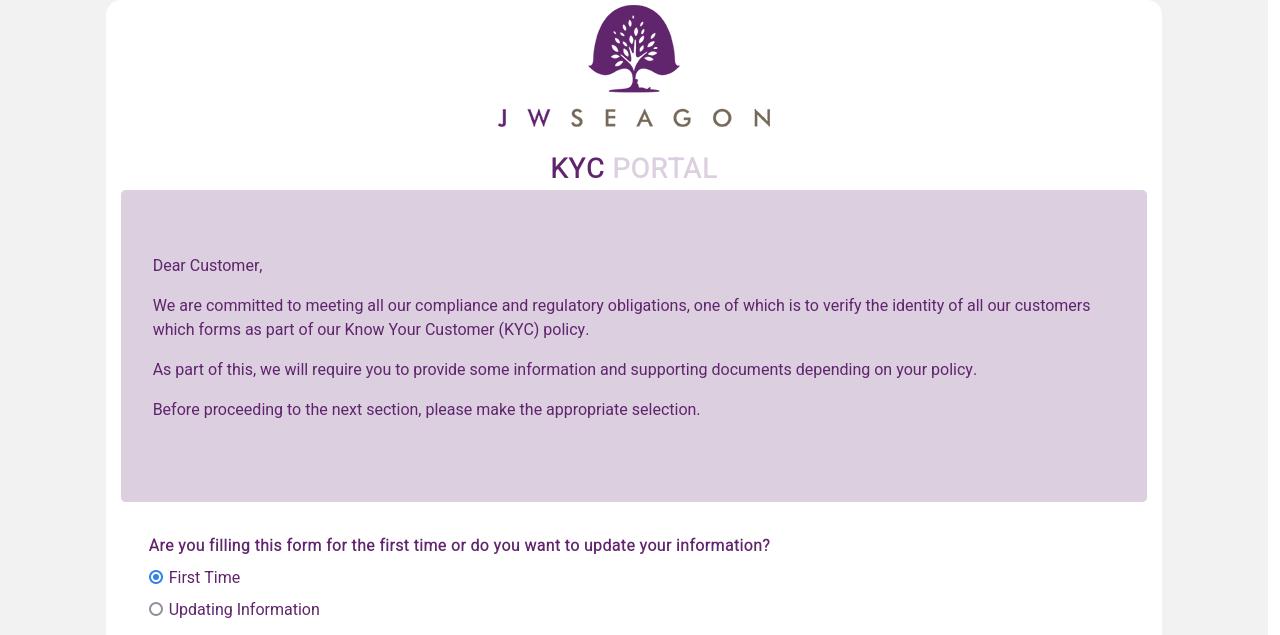 JW SEAGON
KYC PORTAL
Dear Customer,
We are committed to meeting all our compliance and regulatory obligations, one of which is to verify the identity of all our customers
which forms as part of our Know Your Customer (KYC) policy.
As part of this, we will require you to provide some information and supporting documents depending on your policy.
Before proceeding to the next section, please make the appropriate selection.
Are you filling this form for the first time or do you want to update your information?
First Time
Updating Information